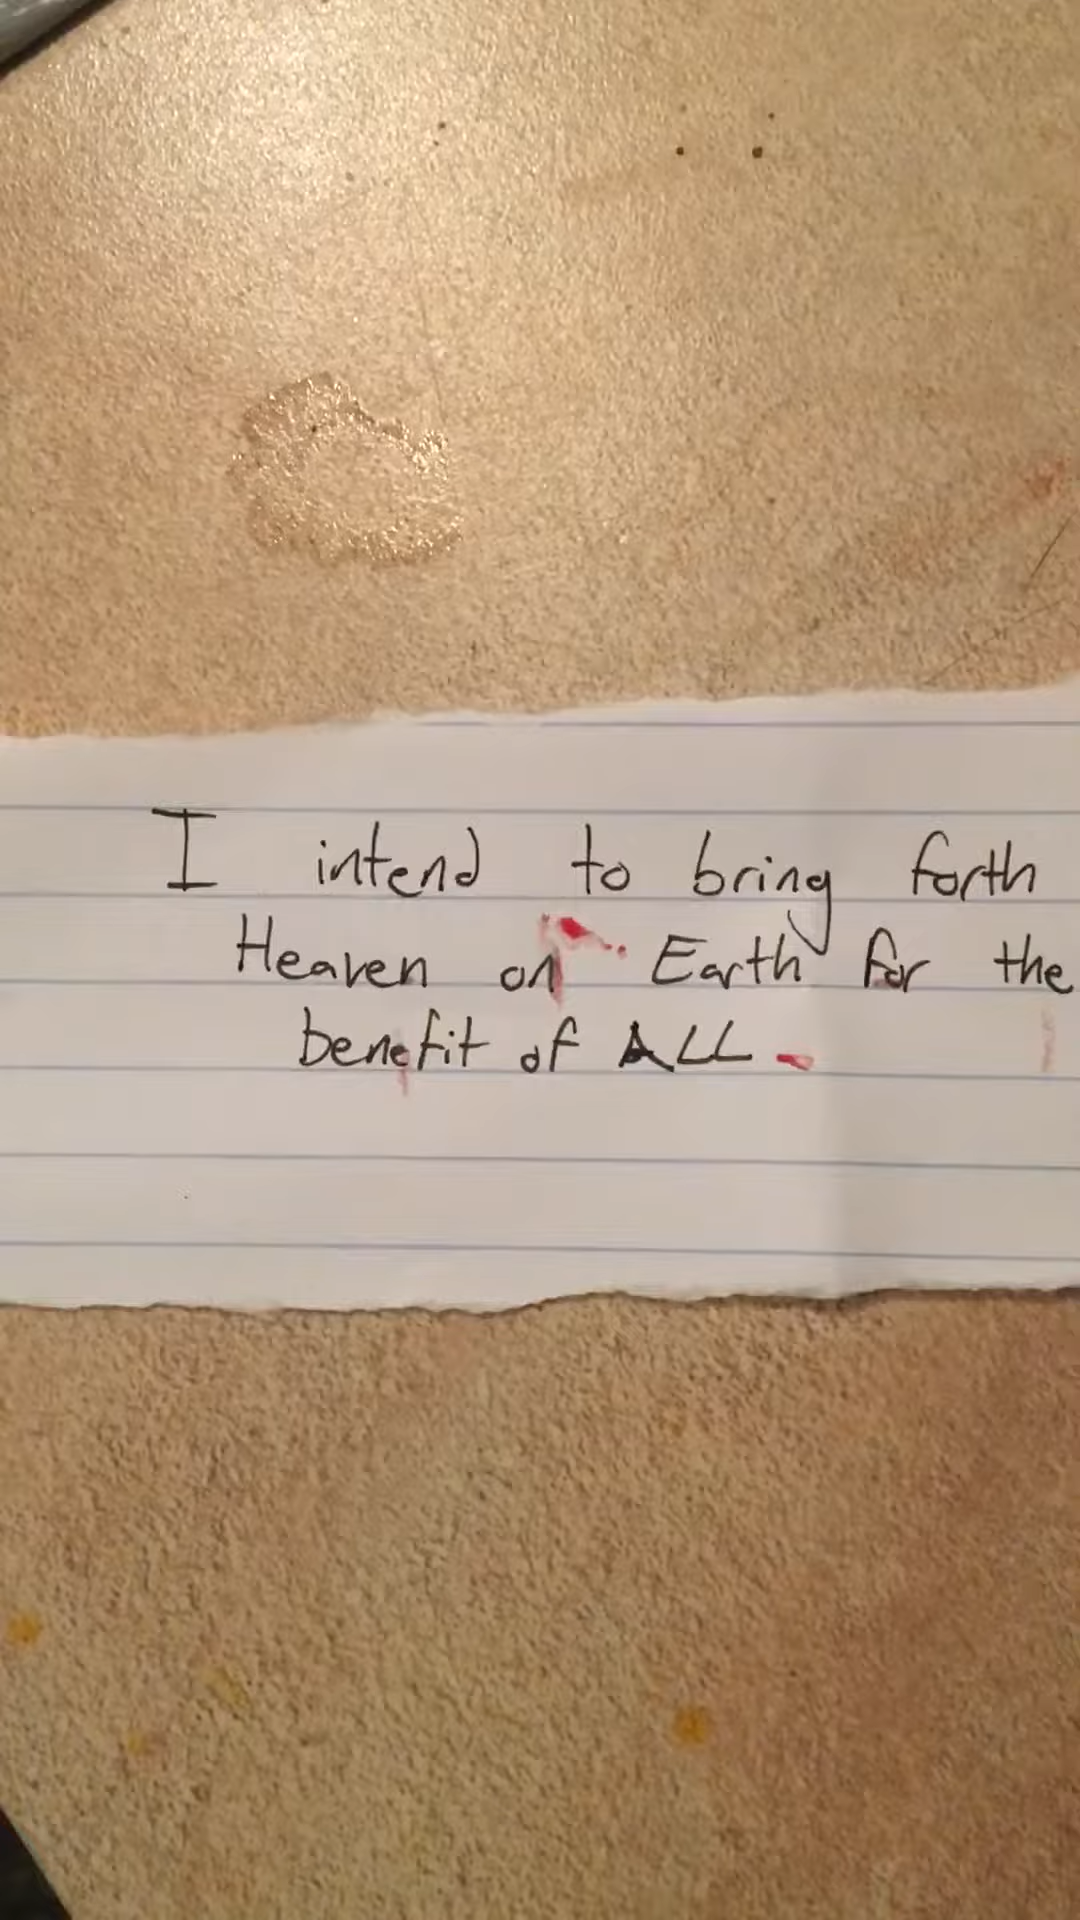 I intend to bring forth
Heaven on Earth for the
benefit of ALL.